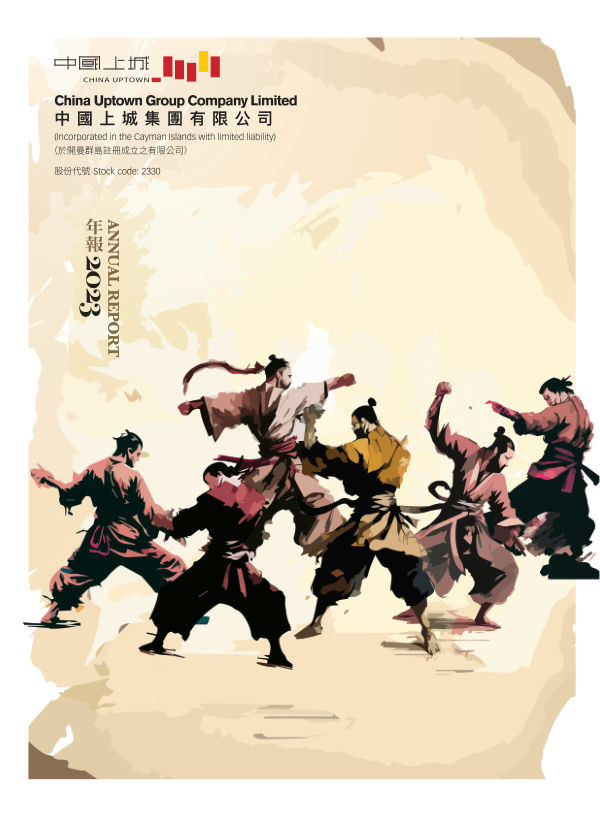 中國上城
CHINA UPTOWN
China Uptown Group Company Limited
中國上城集團有限公司
(Incorporated in the Cayman Islands with limited liability)
(於開曼群島註冊成立之有限公司)
股份代號 Stock code: 2330
ANNUAL REPORT
年報 2023